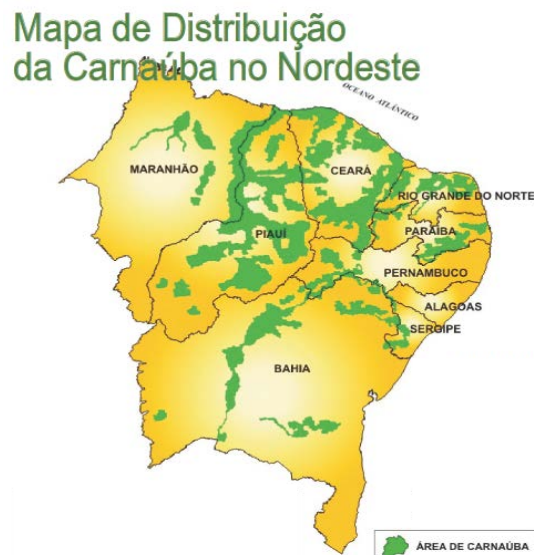 Mapa de Distribuição
da Carnaúba no Nordeste
OCEANO ATLÂNTICO
MARANHÃO
CEARÁ
RIO GRANDE DO NORTE
PARAÍBA
PIAUÍ
PERNAMBUCO
ALAGOAS
SERGIPE
BAHIA
ÁREA DE CARNAÚBA